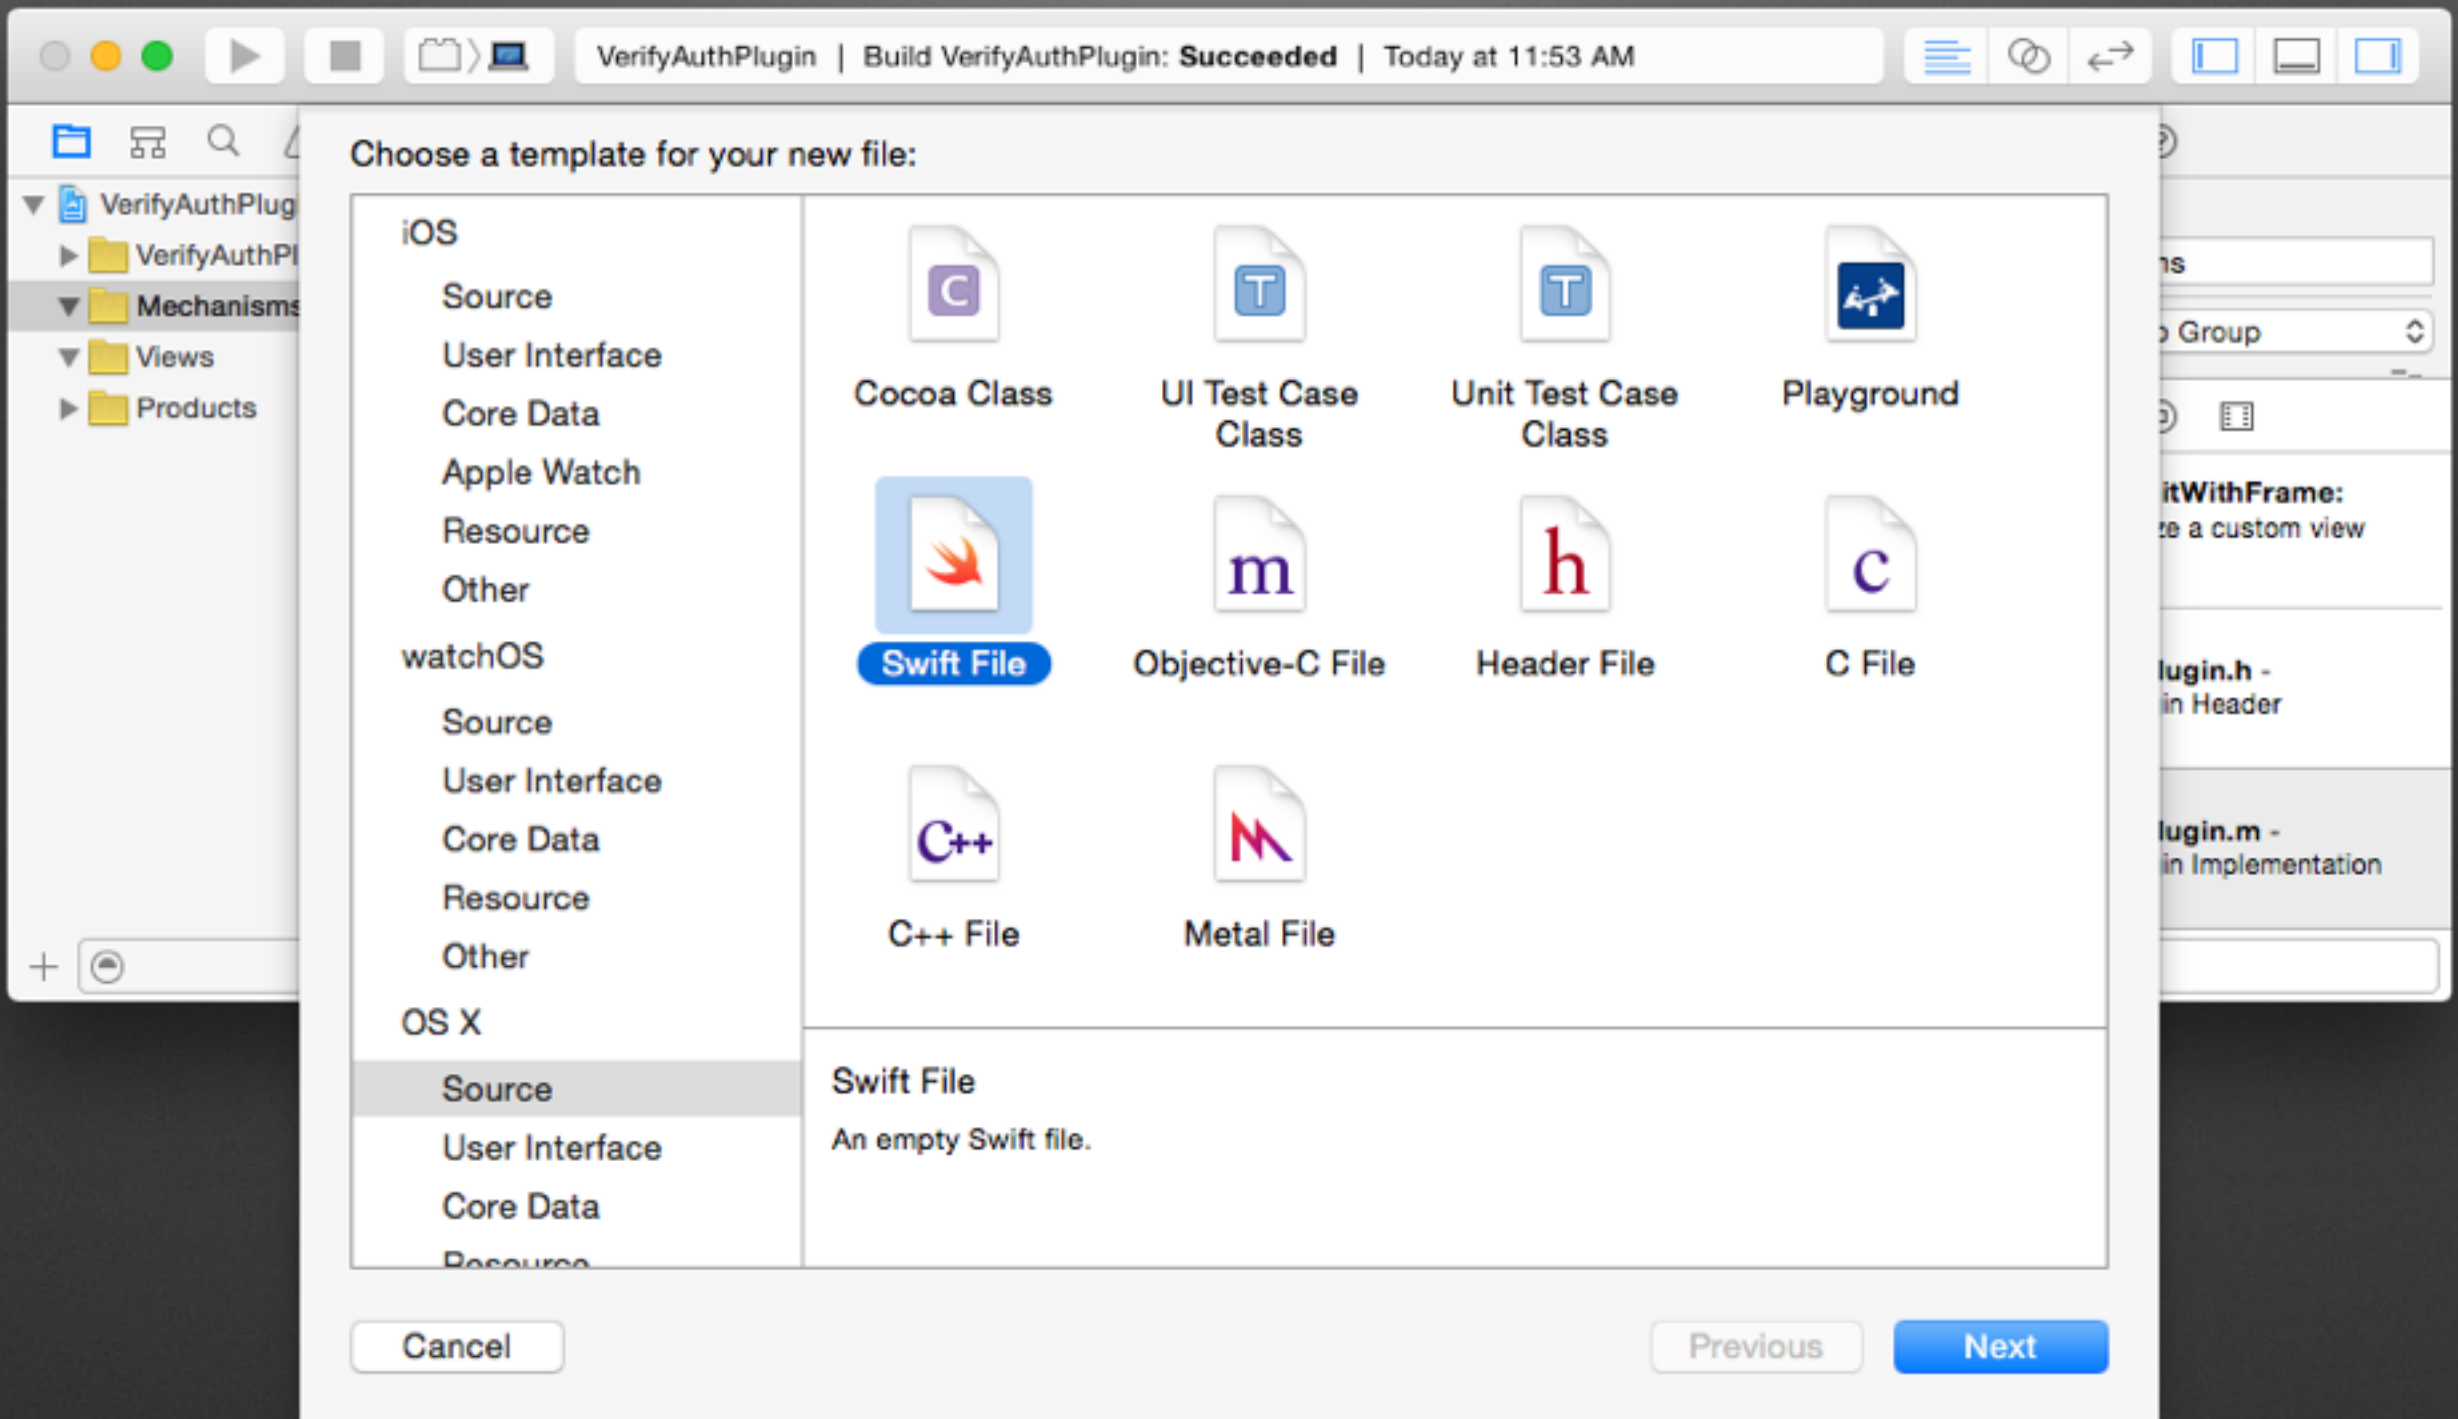 VerifyAuthPlugin | Build VerifyAuthPlugin: Succeeded | Today at 11:53 AM
Choose a template for your new file:
VerifyAuthPlugi
VerifyAuthPl
Mechanisms
Views
Products
iOS
Source
User Interface
Core Data
Apple Watch
Resource
Other
watchOS
Source
User Interface
Core Data
Resource
Other
OS X
Source
User Interface
Core Data
Resource
C
Cocoa Class
T
UI Test Case
Class
T
Unit Test Case
Class
Playground
Swift File
m
Objective-C File
h
Header File
c
C File
C++
C++ File
Metal File
Swift File
An empty Swift file.
Cancel
Previous
Next
ns
Group
itWithFrame:
ze a custom view
lugin.h -
in Header
lugin.m -
in Implementation